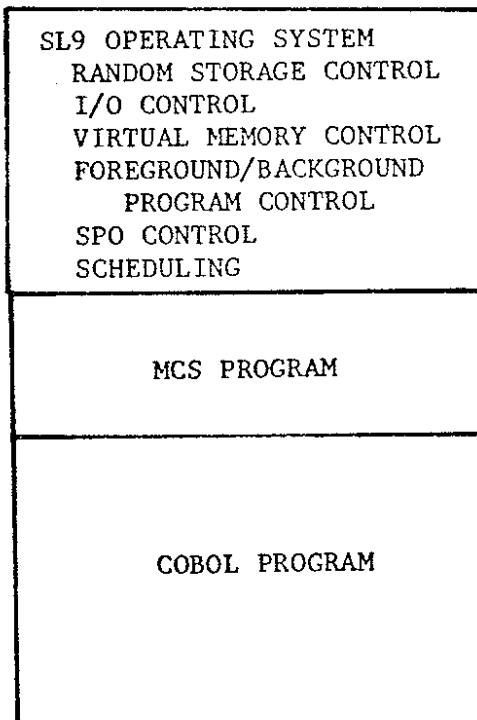 SL9 OPERATING SYSTEM
RANDOM STORAGE CONTROL
I/O CONTROL
VIRTUAL MEMORY CONTROL
FOREGROUND/BACKGROUND
PROGRAM CONTROL
SPO CONTROL
SCHEDULING
MCS PROGRAM
COBOL PROGRAM